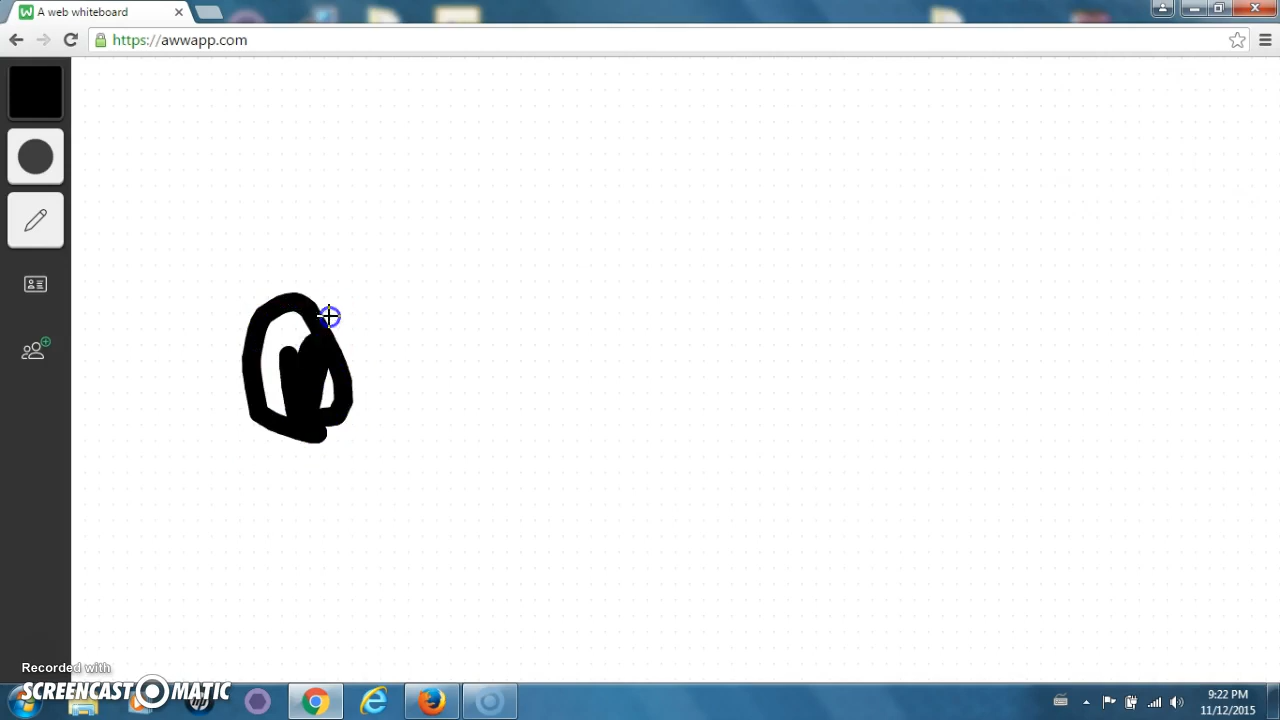 A web whiteboard
https://awwapp.com
Recorded with
SCREENCAST O MATIC
9:22 PM
11/12/2015